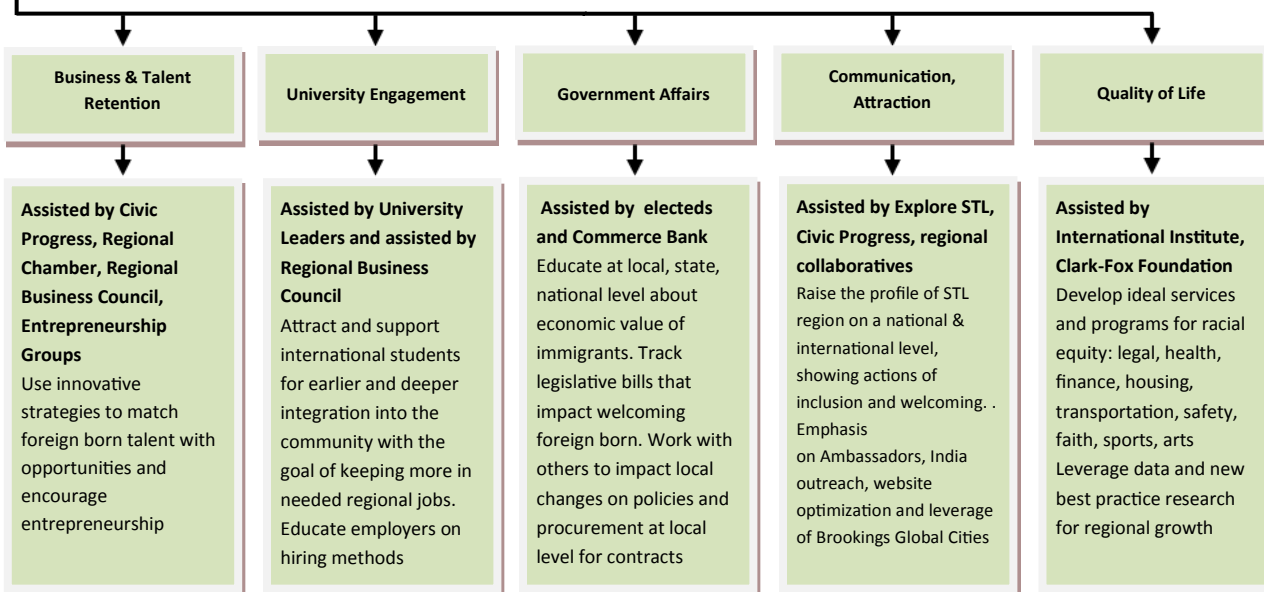 Business & Talent
Retention
University Engagement
Government Affairs
Communication,
Attraction
Quality of Life
Assisted by Civic
Progress, Regional
Chamber, Regional
Business Council,
Entrepreneurship
Groups
Use innovative
strategies to match
foreign born talent with
opportunities and
encourage
entrepreneurship
Assisted by University
Leaders and assisted by
Regional Business
Council
Attract and support
international students
for earlier and deeper
integration into the
community with the
goal of keeping more in
needed regional jobs.
Educate employers on
hiring methods
Assisted by electeds
and Commerce Bank
Educate at local, state,
national level about
economic value of
immigrants. Track
legislative bills that
impact welcoming
foreign born. Work with
others to impact local
changes on policies and
procurement at local
level for contracts
Assisted by Explore STL,
Civic Progress, regional
collaboratives
Raise the profile of STL
region on a national &
international level,
showing actions of
inclusion and welcoming. .
Emphasis
on Ambassadors, India
outreach, website
optimization and leverage
of Brookings Global Cities
Assisted by
International Institute,
Clark-Fox Foundation
Develop ideal services
and programs for racial
equity: legal, health,
finance, housing,
transportation, safety,
faith, sports, arts
Leverage data and new
best practice research
for regional growth